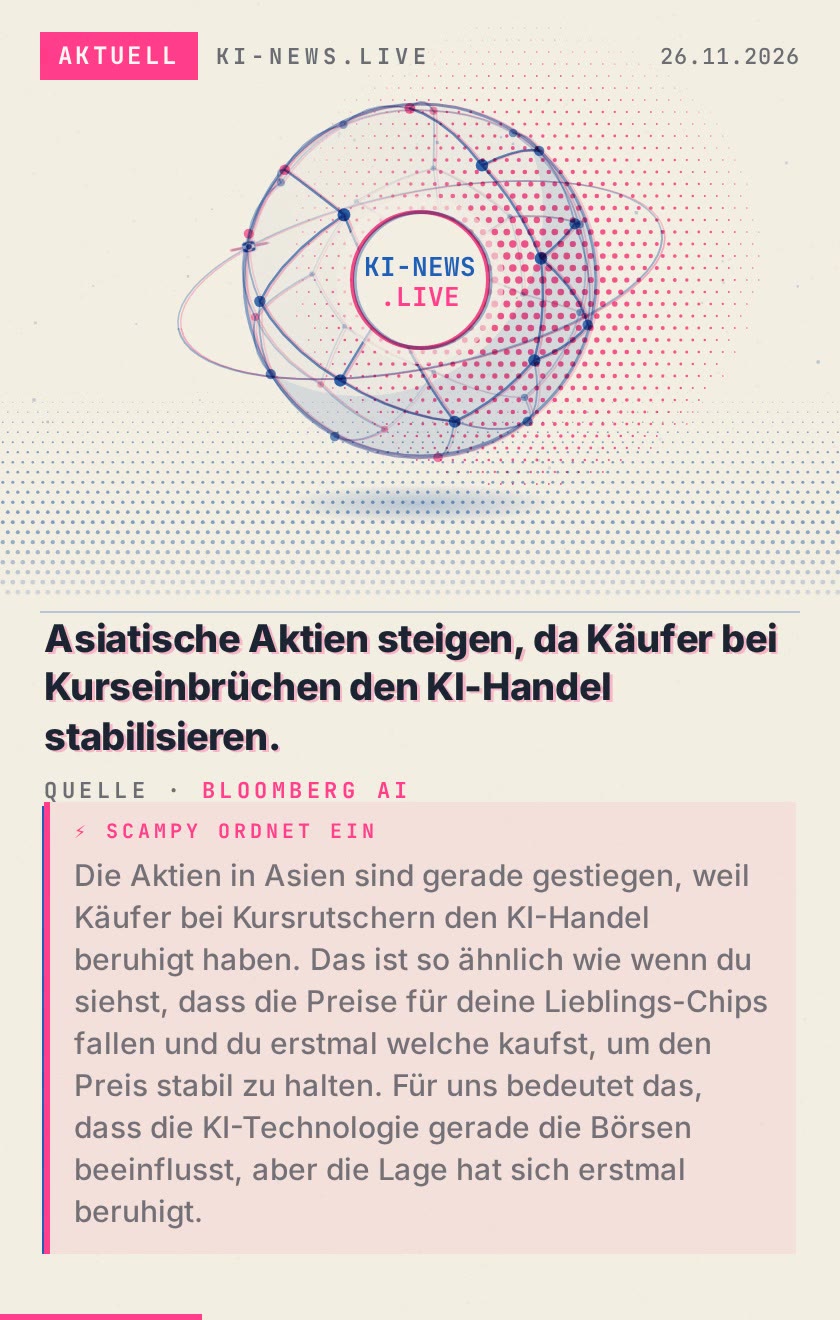 AKTUELL KI-NEWS.LIVE 26.11.2026
KI-NEWS
.LIVE
Asiatische Aktien steigen, da Käufer bei
Kurseinbrüchen den KI-Handel
stabilisieren.
QUELLE · BLOOMBERG AI
⚡ SCAMPY ORDNET EIN
Die Aktien in Asien sind gerade gestiegen, weil
Käufer bei Kursrutschern den KI-Handel
beruhigt haben. Das ist so ähnlich wie wenn du
siehst, dass die Preise für deine Lieblings-Chips
fallen und du erstmal welche kaufst, um den
Preis stabil zu halten. Für uns bedeutet das,
dass die KI-Technologie gerade die Börsen
beeinflusst, aber die Lage hat sich erstmal
beruhigt.